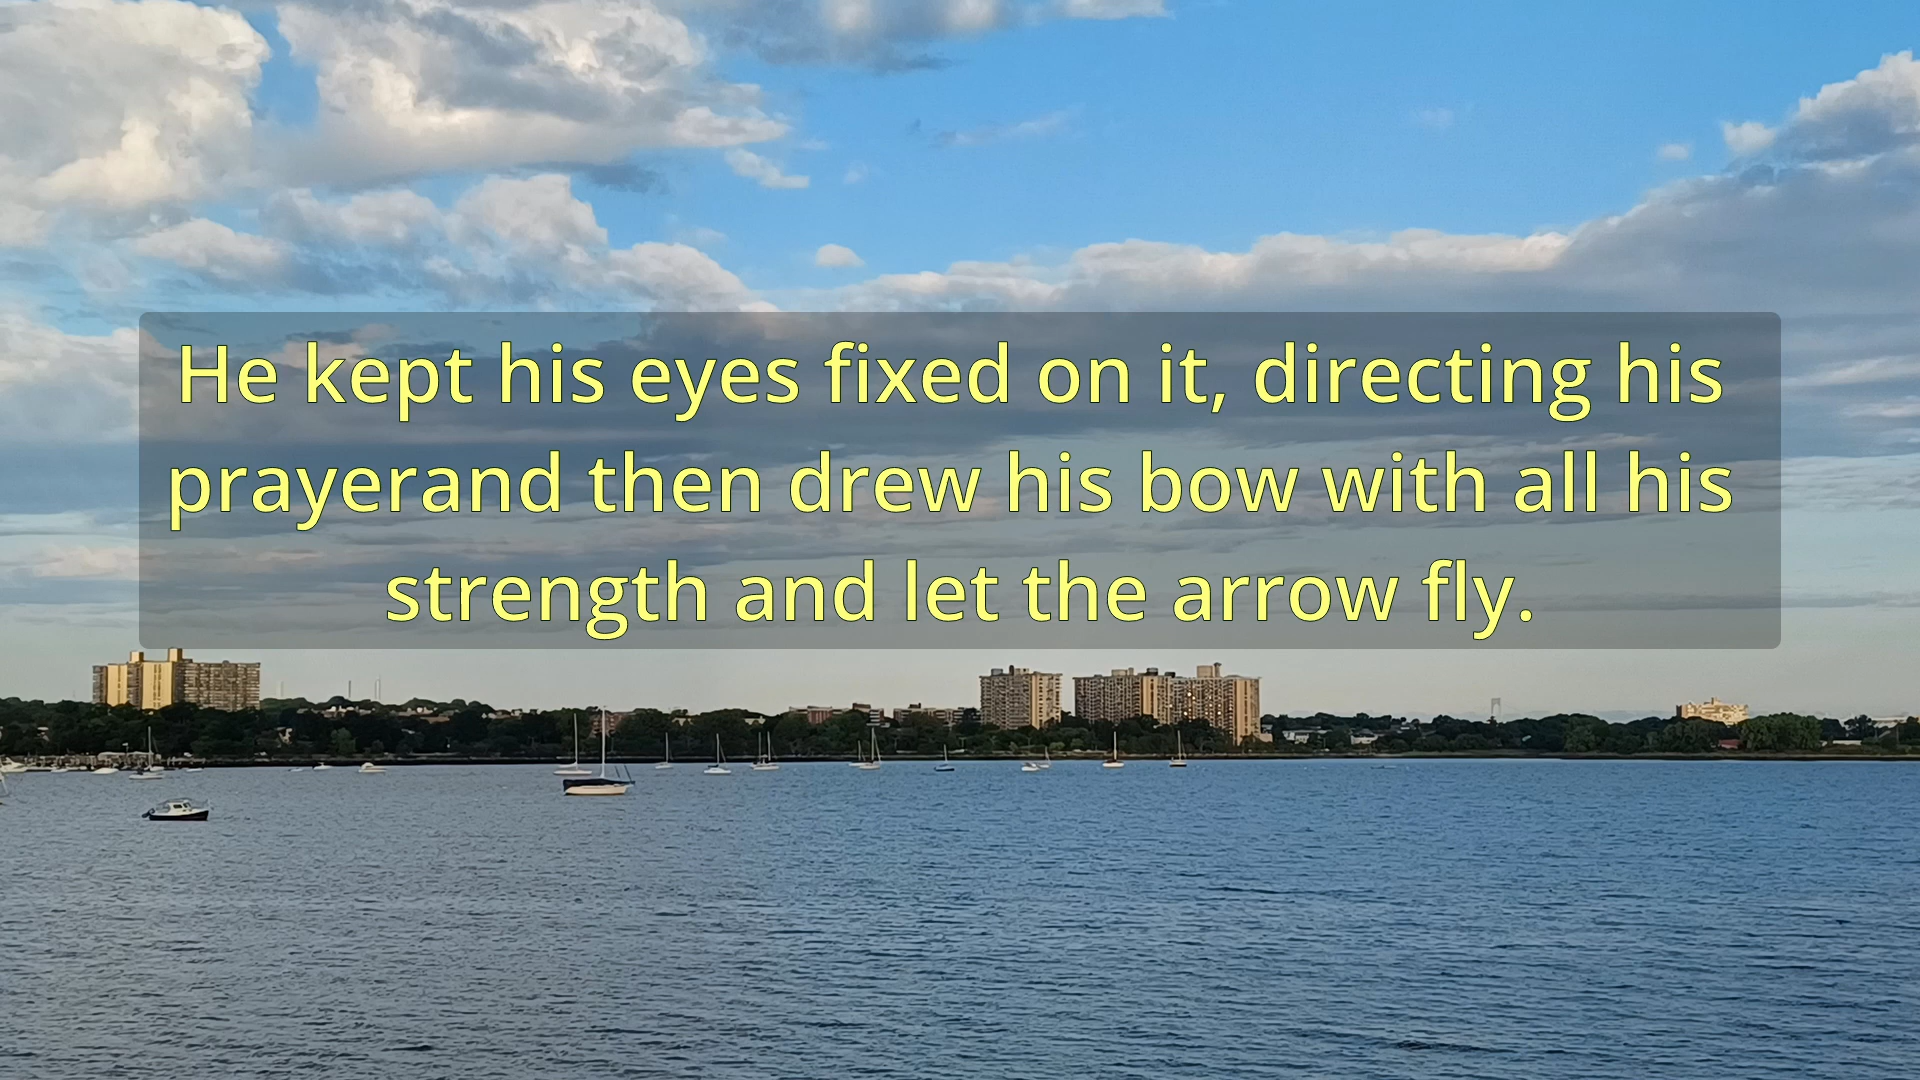 He kept his eyes fixed on it, directing his
prayerand then drew his bow with all his
strength and let the arrow fly.